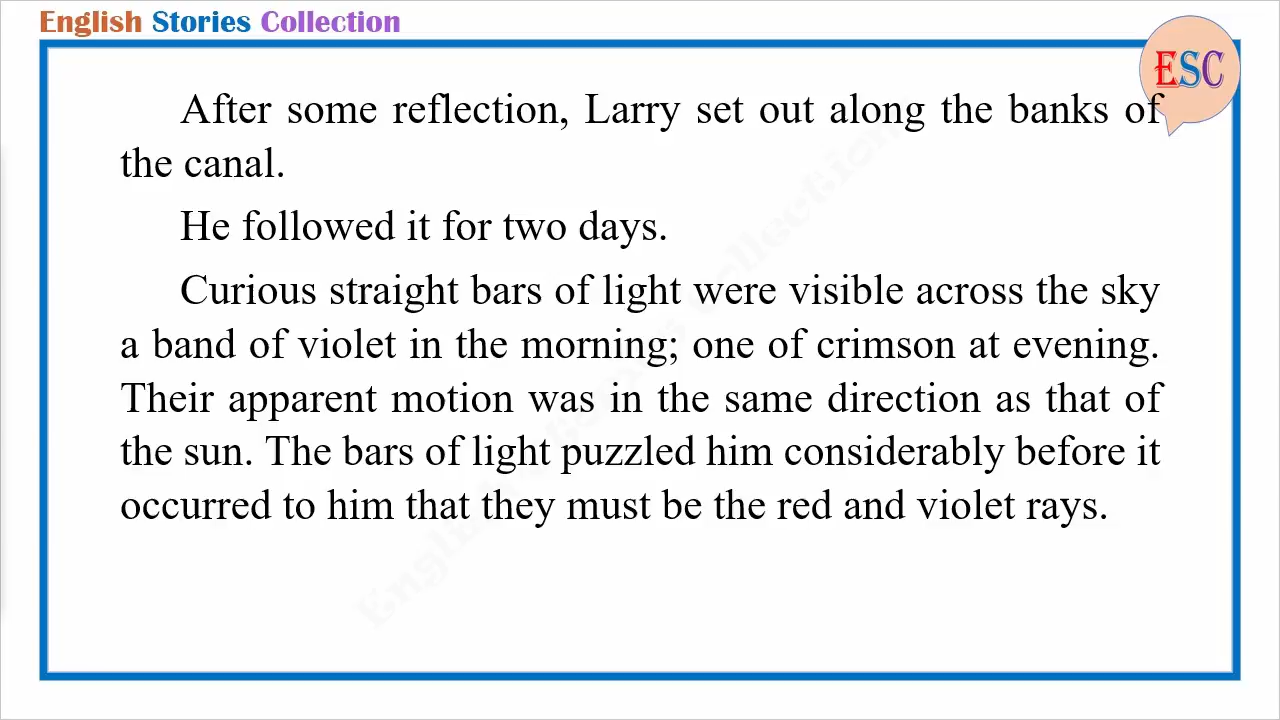 English Stories Collection
ESC
After some reflection, Larry set out along the banks of
the canal.
He followed it for two days.
Curious straight bars of light were visible across the sky
a band of violet in the morning; one of crimson at evening.
Their apparent motion was in the same direction as that of
the sun. The bars of light puzzled him considerably before it
occurred to him that they must be the red and violet rays.
English Stories Collection